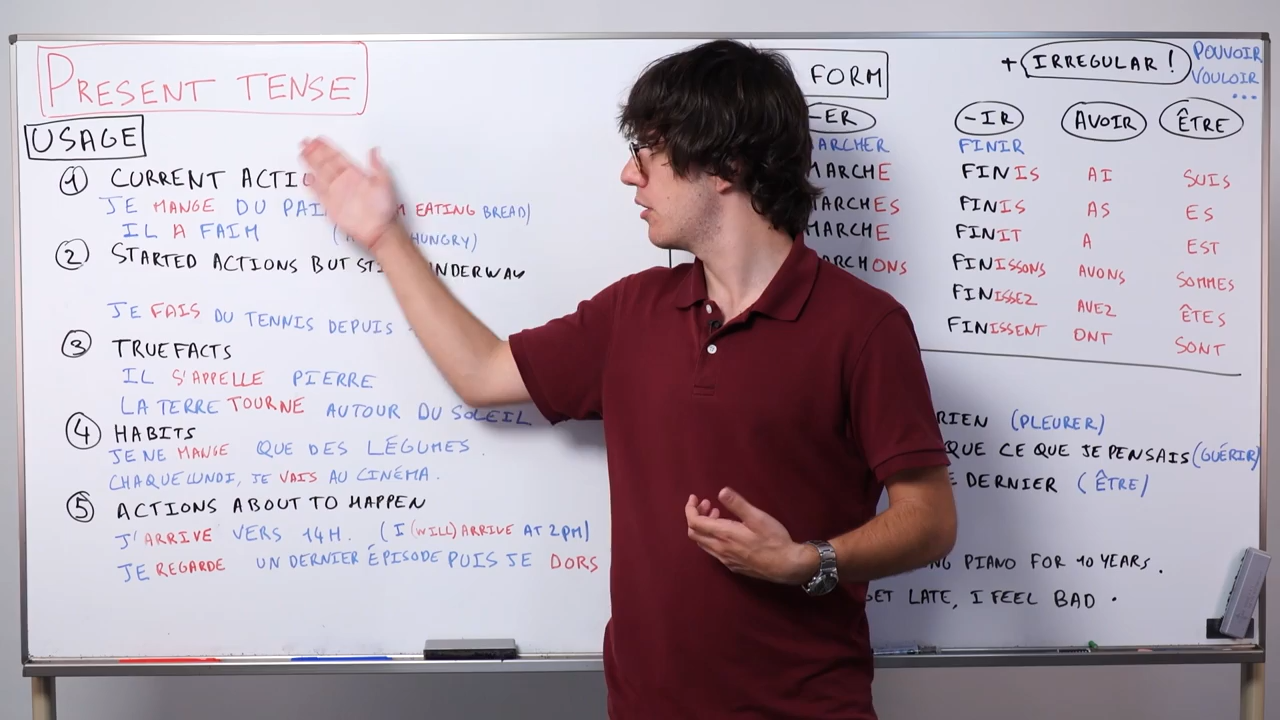 PRESENT TENSE
USAGE
① CURRENT
JE MANGE DU EATING BREAD)
IL A FAIM HUNGRY)
② STARTED ACTIONS BUT
JE FAIS DU TENNIS DEPUIS
③ TRUE FACTS
IL S'APPELLE PIERRE
LA TERRE TOURNE AUTOUR DU SOLEIL
④ HABITS
JE NE MANGE QUE DES LÉGUMES.
CHAQUE LUNDI, JE VAIS AU CINÉMA.
⑤ ACTIONS ABOUT TO HAPPEN
J'ARRIVE VERS 14H. (I (WILL) ARRIVE AT 2PM)
JE REGARDE UN DERNIER ÉPISODE PUIS JE DORS
FORM
+ IRREGULAR !
POUVOIR
VOULOIR
...
-ER -IR AVOIR ÊTRE
ARCHER FINIR
MARCHE FINIS AI SUIS
MARCHES FINIS AS ES
MARCHE FINIT A EST
MARCHONS FINISSONS AVONS SOMMES
FINISSEZ AVEZ ÊTES
FINISSENT ONT SONT
RIEN (PLEURER)
QUE CE QUE JE PENSAIS (GUÉRIR)
DERNIER (ÊTRE)
PIANO FOR 10 YEARS.
GET LATE, I FEEL BAD.